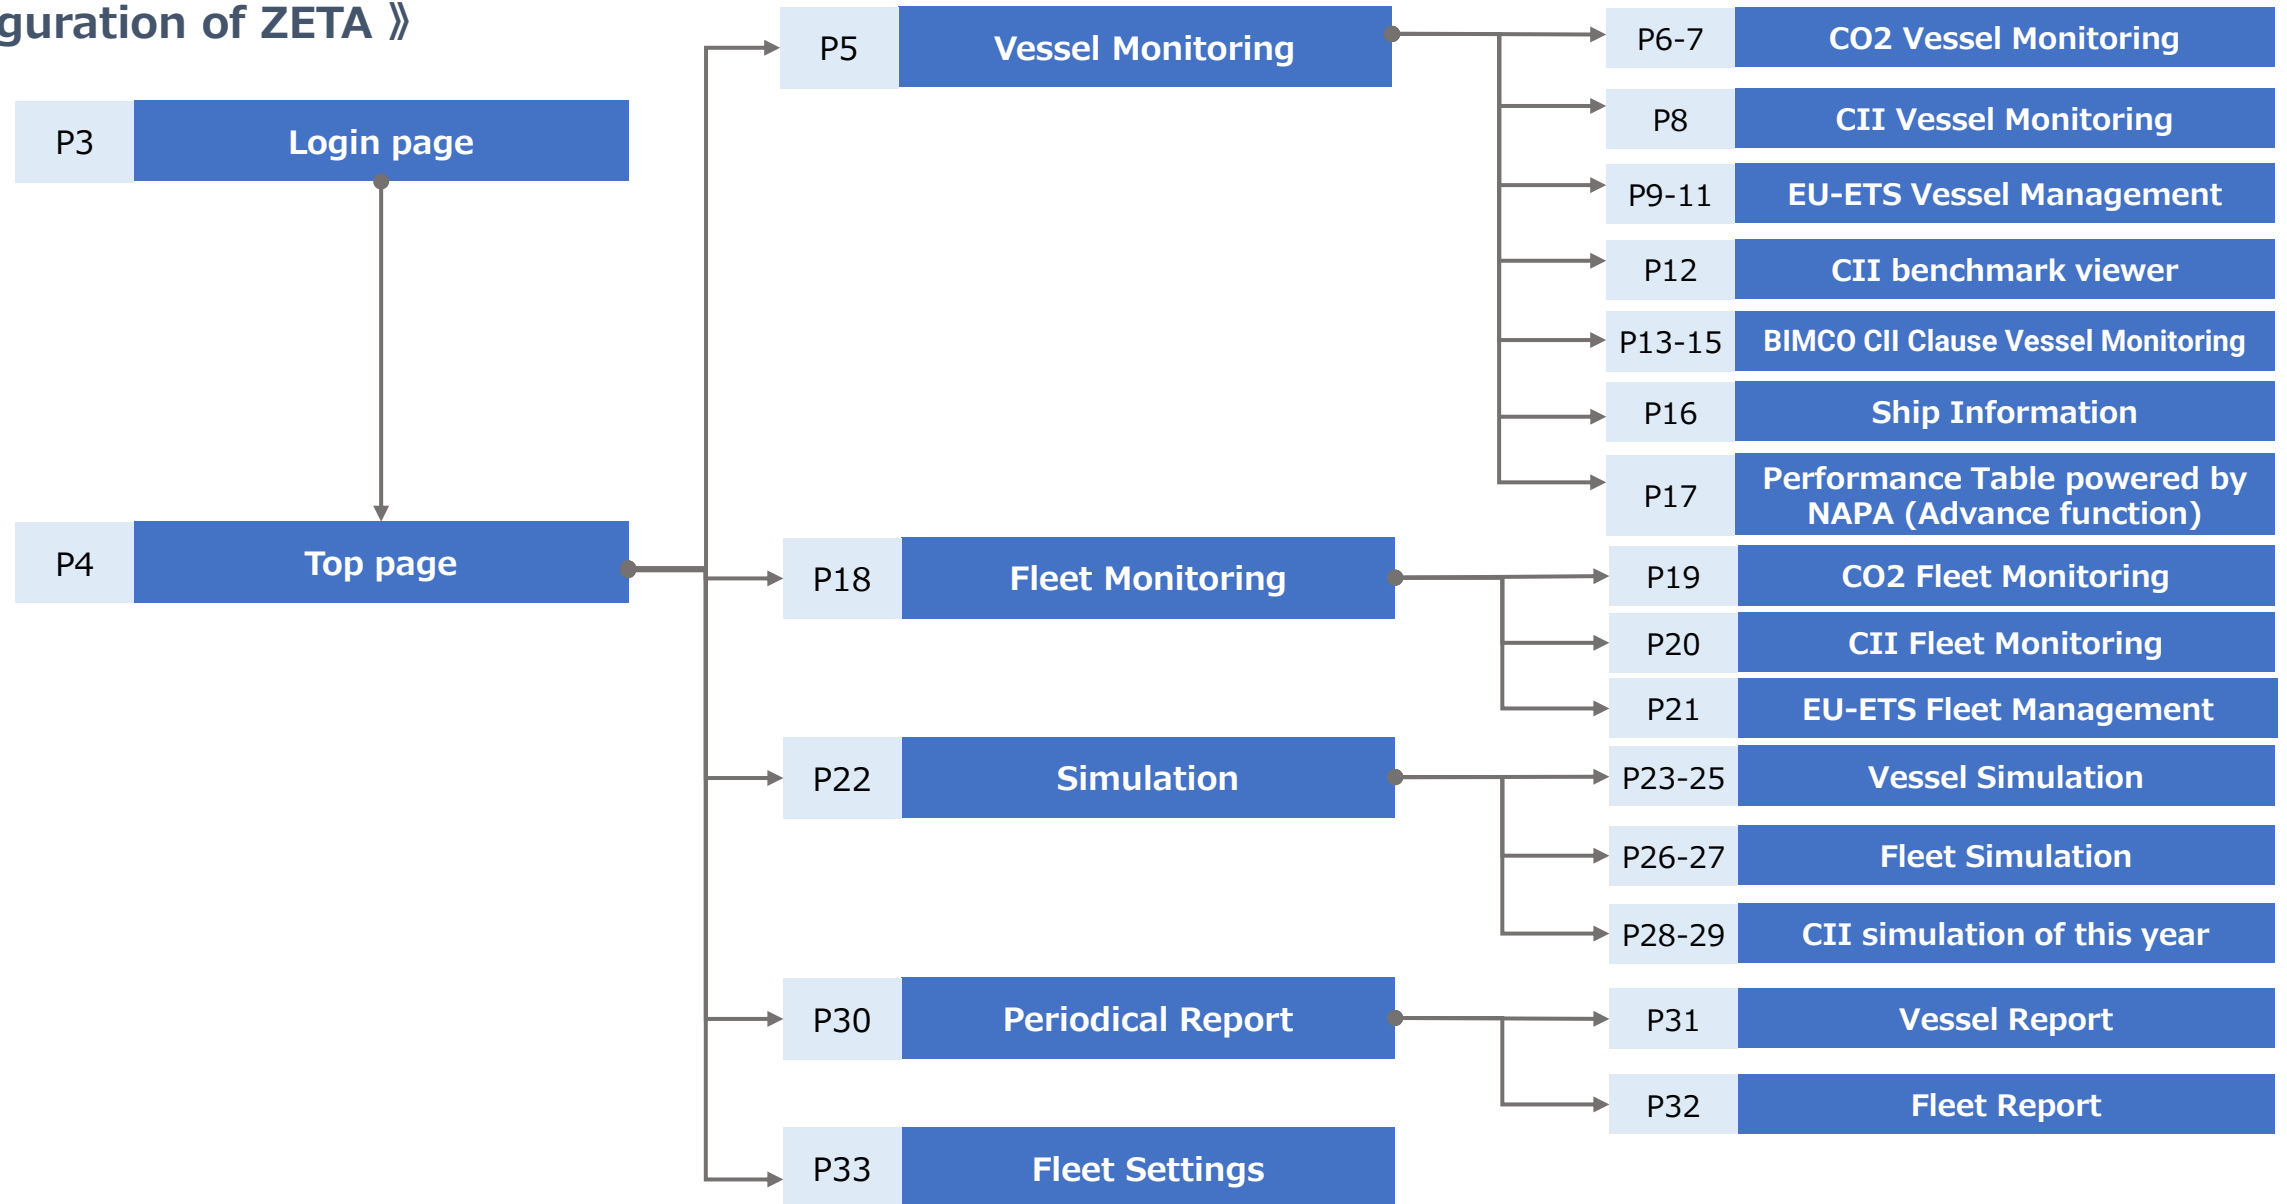 guration of ZETA 》
P3
Login page
P4
Top page
P5
Vessel Monitoring
P6-7
CO2 Vessel Monitoring
P8
CII Vessel Monitoring
P9-11
EU-ETS Vessel Management
P12
CII benchmark viewer
P13-15
BIMCO CII Clause Vessel Monitoring
P16
Ship Information
P17
Performance Table powered by
NAPA (Advance function)
P18
Fleet Monitoring
P19
CO2 Fleet Monitoring
P20
CII Fleet Monitoring
P21
EU-ETS Fleet Management
P22
Simulation
P23-25
Vessel Simulation
P26-27
Fleet Simulation
P28-29
CII simulation of this year
P30
Periodical Report
P31
Vessel Report
P32
Fleet Report
P33
Fleet Settings